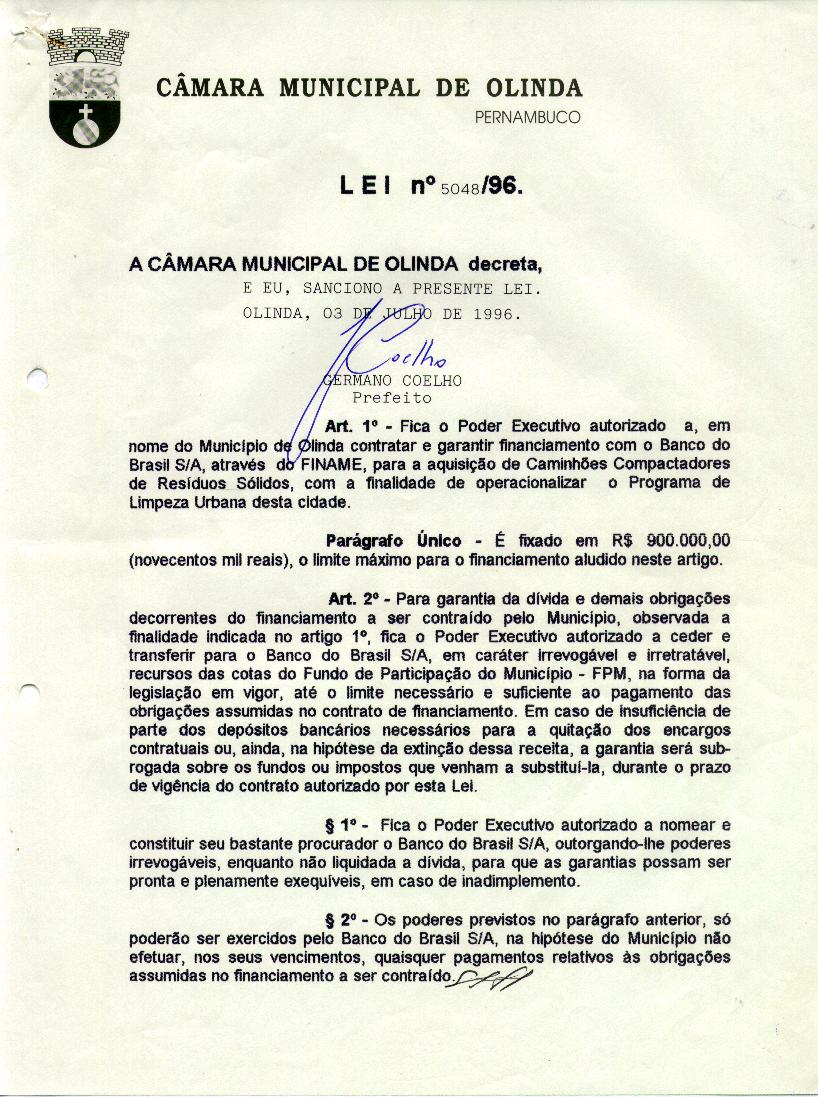 CÂMARA MUNICIPAL DE OLINDA
PERNAMBUCO
LEI nº 5048/96.
A CÂMARA MUNICIPAL DE OLINDA decreta,
E EU, SANCIONO A PRESENTE LEI.
OLINDA, 03 DE JULHO DE 1996.
Coelho
GERMANO COELHO
Prefeito
Art. 1º - Fica o Poder Executivo autorizado a, em
nome do Município de Olinda contratar e garantir financiamento com o Banco do
Brasil S/A, através do FINAME, para a aquisição de Caminhões Compactadores
de Resíduos Sólidos, com a finalidade de operacionalizar o Programa de
Limpeza Urbana desta cidade.
Parágrafo Único - É fixado em R$ 900.000,00
(novecentos mil reais), o limite máximo para o financiamento aludido neste artigo.
Art. 2º - Para garantia da dívida e demais obrigações
decorrentes do financiamento a ser contraído pelo Município, observada a
finalidade indicada no artigo 1º, fica o Poder Executivo autorizado a ceder e
transferir para o Banco do Brasil S/A, em caráter irrevogável e irretratável,
recursos das cotas do Fundo de Participação do Município - FPM, na forma da
legislação em vigor, até o limite necessário e suficiente ao pagamento das
obrigações assumidas no contrato de financiamento. Em caso de insuficiência de
parte dos depósitos bancários necessários para a quitação dos encargos
contratuais ou, ainda, na hipótese da extinção dessa receita, a garantia será sub-
rogada sobre os fundos ou impostos que venham a substituí-la, durante o prazo
de vigência do contrato autorizado por esta Lei.
§ 1º - Fica o Poder Executivo autorizado a nomear e
constituir seu bastante procurador o Banco do Brasil S/A, outorgando-lhe poderes
irrevogáveis, enquanto não liquidada a dívida, para que as garantias possam ser
pronta e plenamente exequíveis, em caso de inadimplemento.
§ 2º - Os poderes previstos no parágrafo anterior, só
poderão ser exercidos pelo Banco do Brasil S/A, na hipótese do Município não
efetuar, nos seus vencimentos, quaisquer pagamentos relativos às obrigações
assumidas no financiamento a ser contraído.